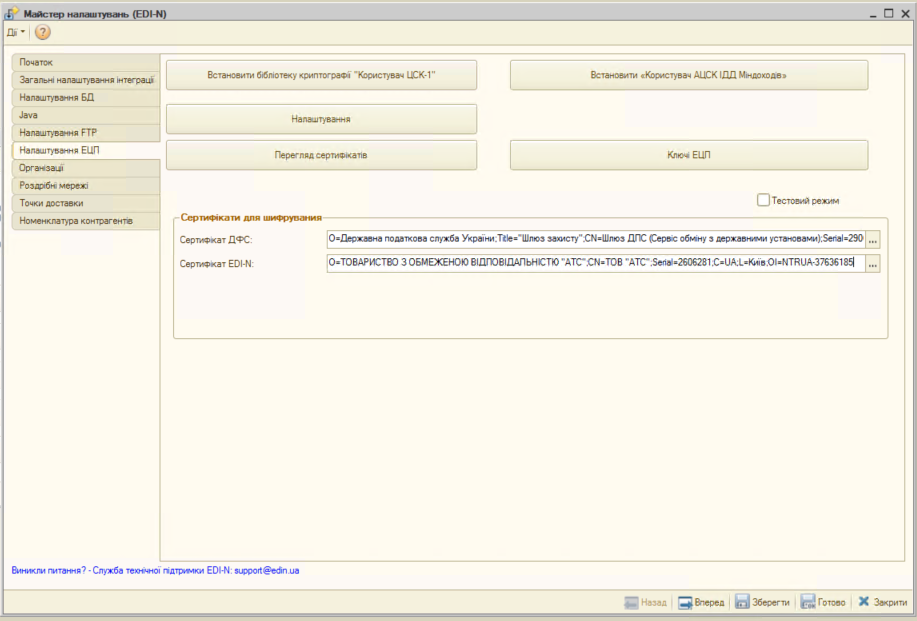 Майстер налаштувань (EDI-N)
Дії
Початок
Загальні налаштування інтеграції
Налаштування БД
Java
Налаштування FTP
Налаштування ЕЦП
Організації
Роздрібні мережі
Точки доставки
Номенклатура контрагентів
Встановити бібліотеку криптографії "Користувач ЦСК-1"
Встановити «Користувач АЦСК ІДД Міндоходів»
Налаштування
Перегляд сертифікатів
Ключі ЕЦП
Тестовий режим
Сертифікати для шифрування
Сертифікат ДФС:
O=Державна податкова служба України;Title="Шлюз захисту";CN=Шлюз ДПС (Сервіс обміну з державними установами);Serial=290
...
Сертифікат EDI-N:
O=ТОВАРИСТВО З ОБМЕЖЕНОЮ ВІДПОВІДАЛЬНІСТЮ "АТС";CN=ТОВ "АТС";Serial=2606281;C=UA;L=Київ;OI=NTRUA-37636185
...
Виникли питання? - Служба технічної підтримки EDI-N: support@edin.ua
Назад
Вперед
Зберегти
Готово
Закрити